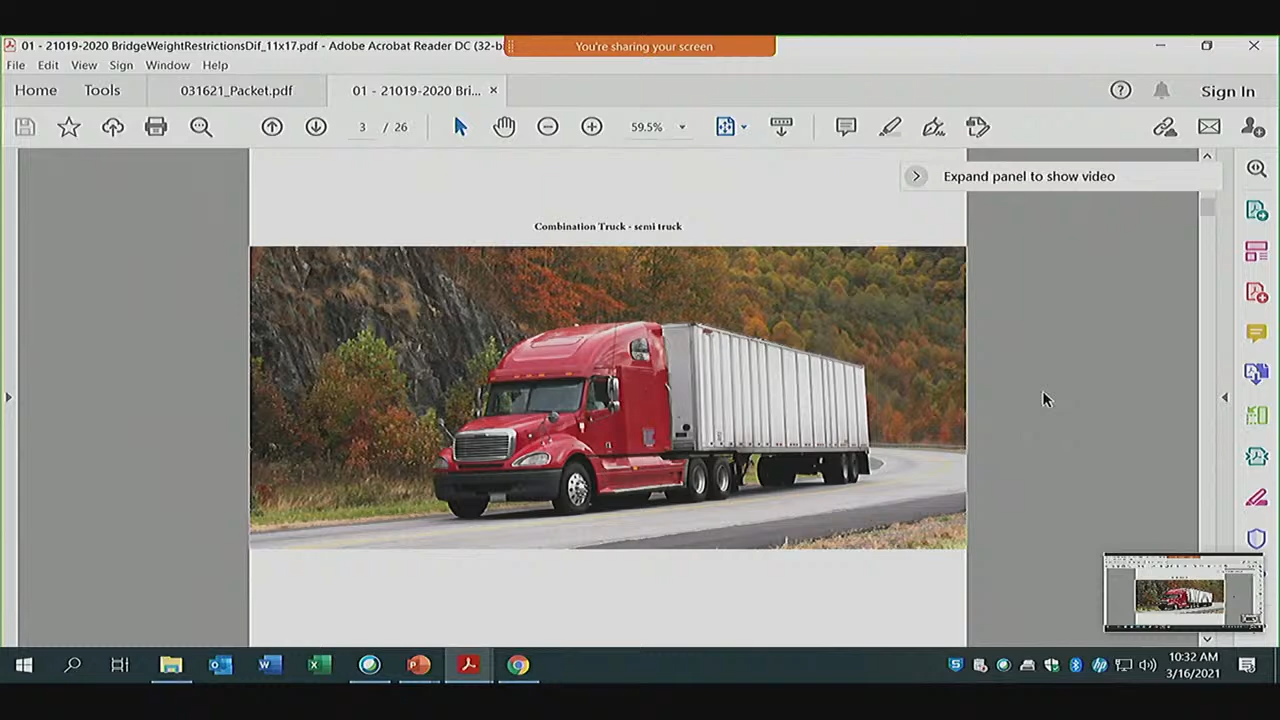 01 - 21019-2020 BridgeWeightRestrictionsDif_11x17.pdf - Adobe Acrobat Reader DC (32-b
You're sharing your screen
File Edit View Sign Window Help
Home Tools 031621_Packet.pdf 01 - 21019-2020 Bri... Sign In
3 / 26 59.5%
Expand panel to show video
Combination Truck - semi truck
10:32 AM
3/16/2021